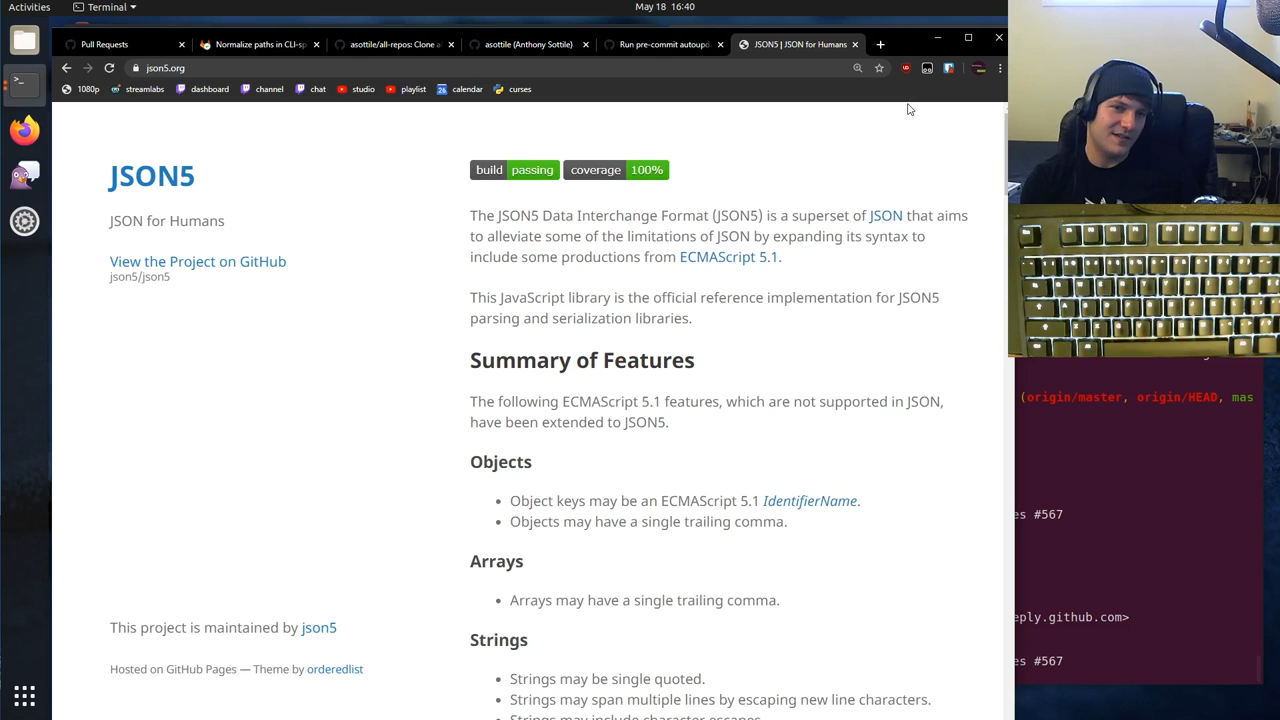 Activities
Terminal
May 18 16:40
Pull Requests
Normalize paths in CLI-sp
asottile/all-repos: Clone a
asottile (Anthony Sottile)
Run pre-commit autoupd
JSON5 | JSON for Humans
json5.org
1080p
streamlabs
dashboard
channel
chat
studio
playlist
26 calendar
curses
JSON5
JSON for Humans
View the Project on GitHub
json5/json5
This project is maintained by json5
Hosted on GitHub Pages — Theme by orderedlist
build passing coverage 100%
The JSON5 Data Interchange Format (JSON5) is a superset of JSON that aims
to alleviate some of the limitations of JSON by expanding its syntax to
include some productions from ECMAScript 5.1.
This JavaScript library is the official reference implementation for JSON5
parsing and serialization libraries.
Summary of Features
The following ECMAScript 5.1 features, which are not supported in JSON,
have been extended to JSON5.
Objects
• Object keys may be an ECMAScript 5.1 IdentifierName.
• Objects may have a single trailing comma.
Arrays
• Arrays may have a single trailing comma.
Strings
• Strings may be single quoted.
• Strings may span multiple lines by escaping new line characters.
• Strings may include character escapes.
(origin/master, origin/HEAD, mas
es #567
eply.github.com>
es #567